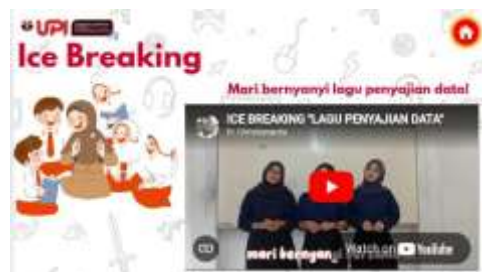 UPI
Ice Breaking
Mari bernyanyi lagu penyajian data!
ICE BREAKING "LAGU PENYAJIAN DATA"
mari bernyanyi
Watch on YouTube